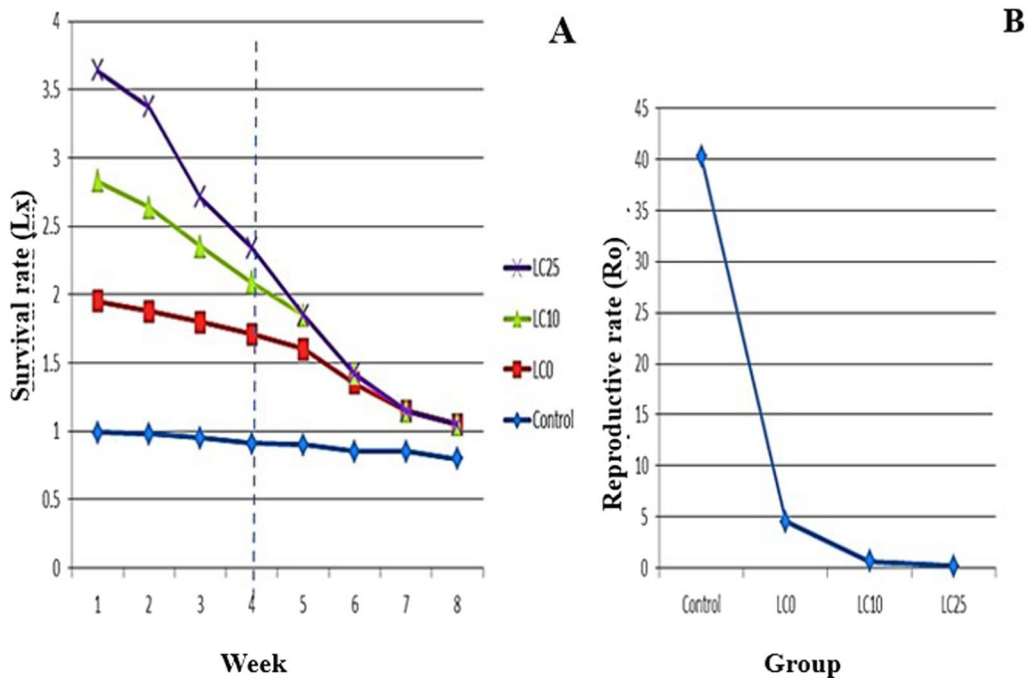 A
4
3.5
3
2.5
2
1.5
1
0.5
0
Survival rate (Lx)
1 2 3 4 5 6 7 8
Week
LC25
LC10
LC0
Control
B
45
40
35
30
25
20
15
10
5
0
Reproductive rate (Ro)
Control LC0 LC10 LC25
Group